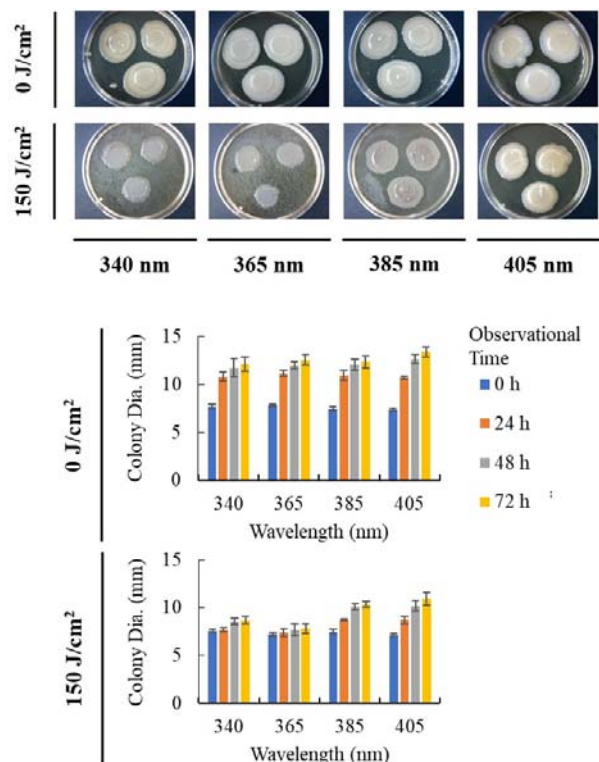 0 J/cm²
150 J/cm²
340 nm 365 nm 385 nm 405 nm
0 J/cm²
Colony Dia. (mm)
15
10
5
0
340 365 385 405
Wavelength (nm)
Observational
Time
0 h
24 h
48 h
72 h
150 J/cm²
Colony Dia. (mm)
15
10
5
0
340 365 385 405
Wavelength (nm)